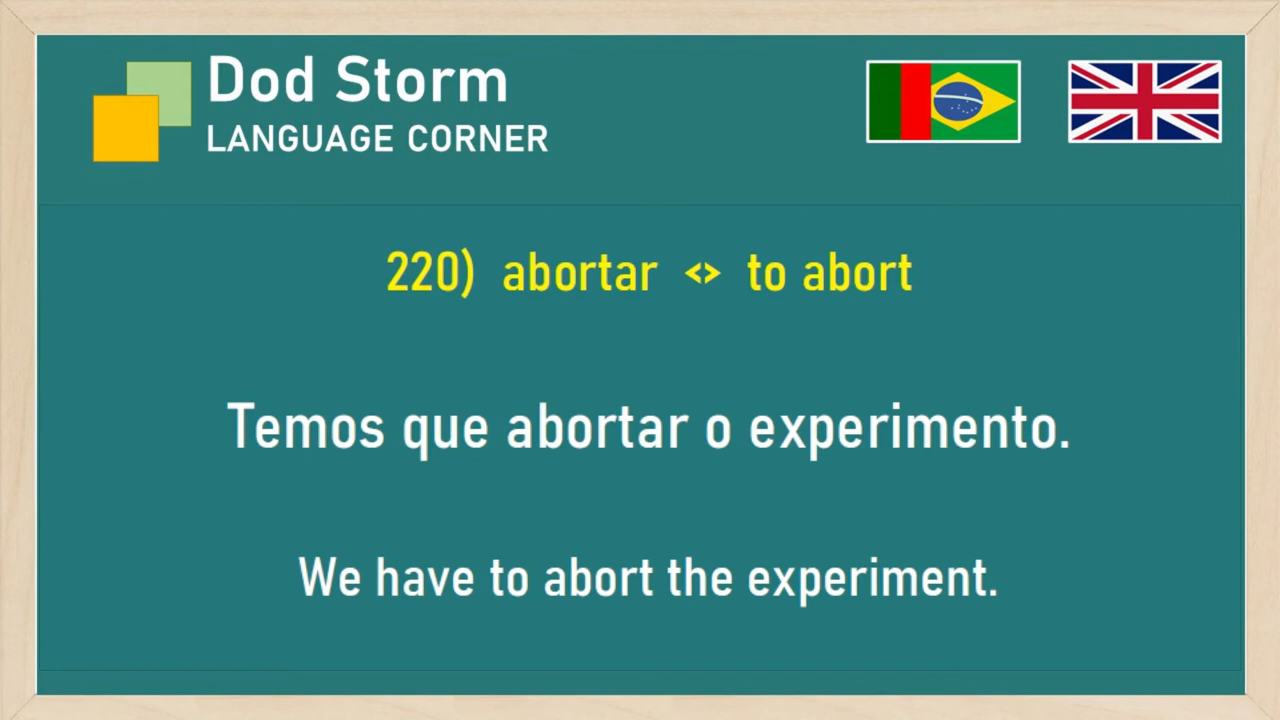 Dod Storm
LANGUAGE CORNER
220) abortar <> to abort
Temos que abortar o experimento.
We have to abort the experiment.